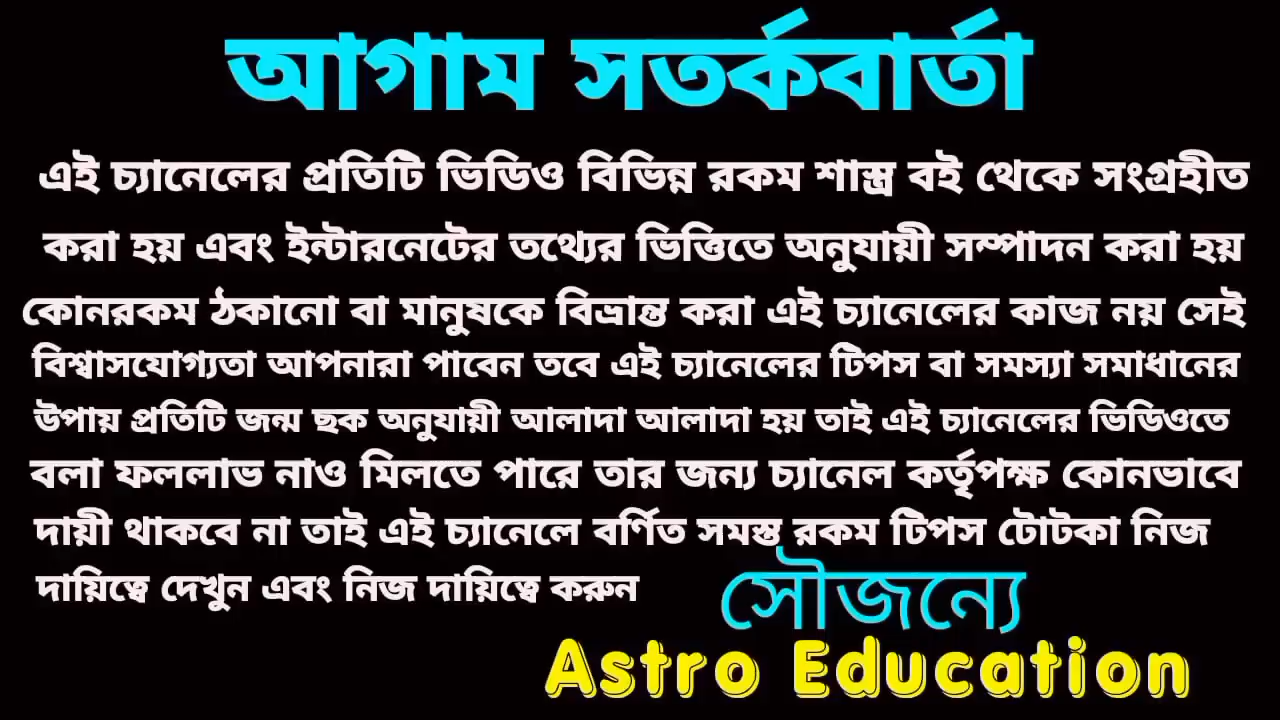 আগাম সতর্কবার্তা
এই চ্যানেলের প্রতিটি ভিডিও বিভিন্ন রকম শাস্ত্র বই থেকে সংগ্রহীত
করা হয় এবং ইন্টারনেটের তথ্যের ভিত্তিতে অনুযায়ী সম্পাদন করা হয়
কোনরকম ঠকানো বা মানুষকে বিভ্রান্ত করা এই চ্যানেলের কাজ নয় সেই
বিশ্বাসযোগ্যতা আপনারা পাবেন তবে এই চ্যানেলের টিপস বা সমস্যা সমাধানের
উপায় প্রতিটি জন্ম ছক অনুযায়ী আলাদা আলাদা হয় তাই এই চ্যানেলের ভিডিওতে
বলা ফললাভ নাও মিলতে পারে তার জন্য চ্যানেল কর্তৃপক্ষ কোনভাবে
দায়ী থাকবে না তাই এই চ্যানেলে বর্ণিত সমস্ত রকম টিপস টোটকা নিজ
দায়িত্বে দেখুন এবং নিজ দায়িত্বে করুন
সৌজন্যে
Astro Education